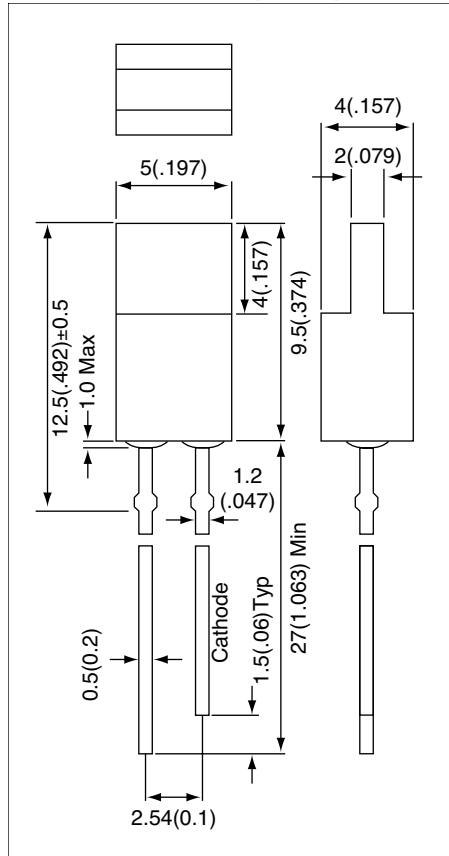 4(.157)
5(.197)
2(.079)
12.5(.492)±0.5
1.0 Max
4(.157)
9.5(.374)
1.2
(.047)
0.5(0.2)
Cathode
1.5(.06)Typ
27(1.063) Min
2.54(0.1)